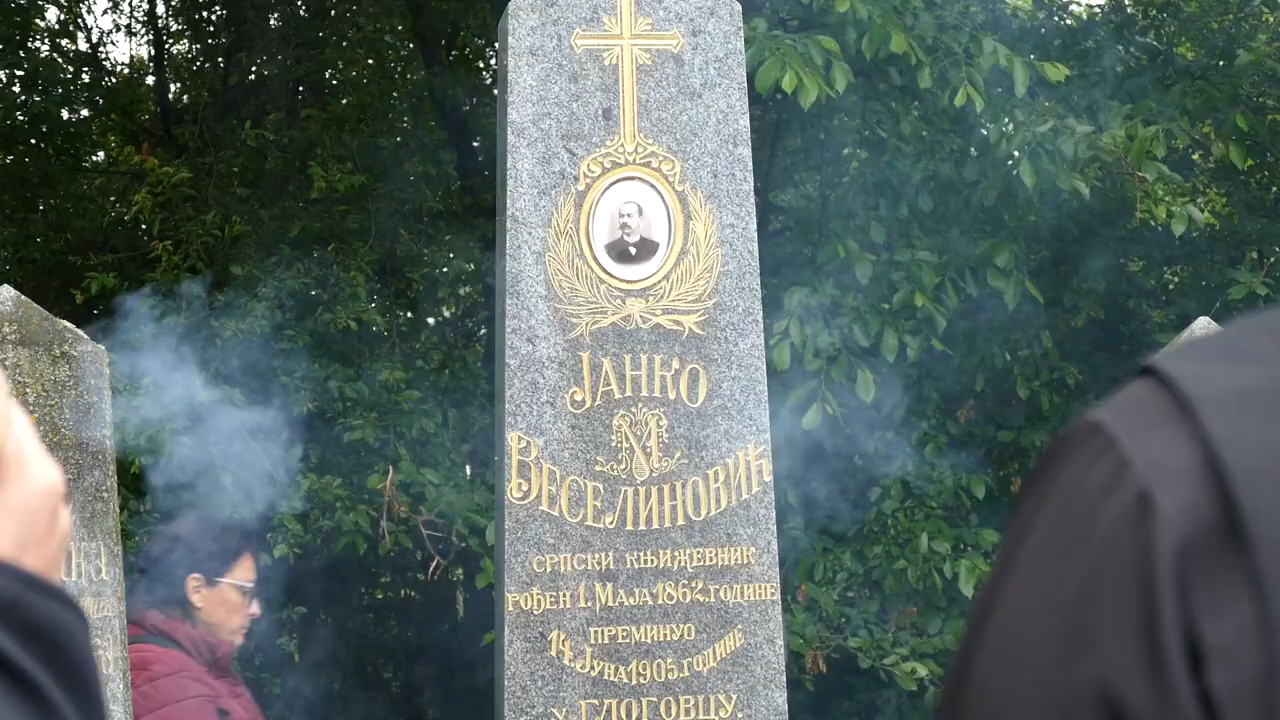 ЈАНКО
М
ВЕСЕЛИНОВИЋ
СРПСКИ КЊИЖЕВНИК
РОЂЕН 1. МАЈА 1862. ГОДИНЕ
ПРЕМИНУО
14. ЈУНА 1905. ГОДИНЕ
У ГЛОГОВЦУ.